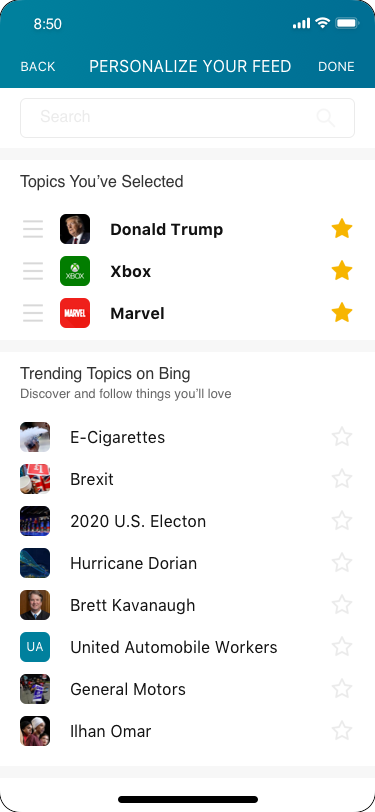 8:50
BACK PERSONALIZE YOUR FEED DONE
Search
Topics You've Selected
Donald Trump
XBOX Xbox
MARVEL Marvel
Trending Topics on Bing
Discover and follow things you'll love
E-Cigarettes
Brexit
2020 U.S. Electon
Hurricane Dorian
Brett Kavanaugh
UA United Automobile Workers
General Motors
Ilhan Omar